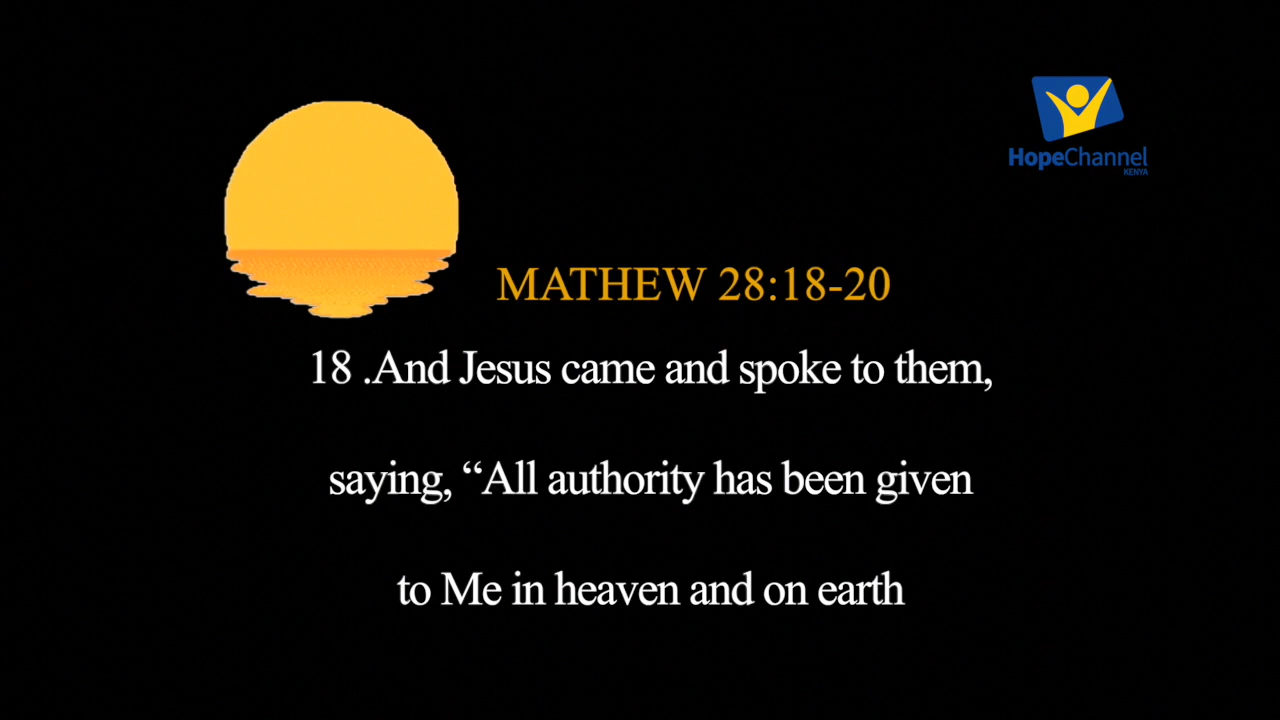 HopeChannel
KENYA
MATHEW 28:18-20
18 .And Jesus came and spoke to them,
saying, “All authority has been given
to Me in heaven and on earth